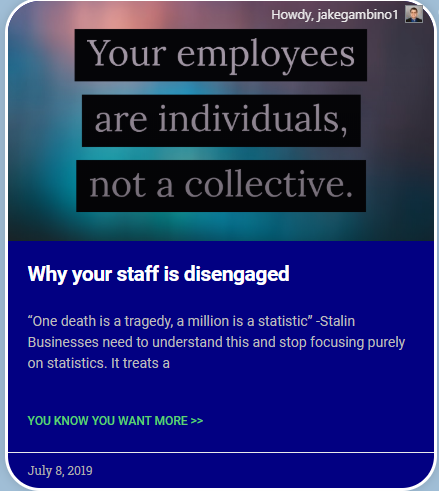 Howdy, jakegambino1
Your employees
are individuals,
not a collective.
Why your staff is disengaged
“One death is a tragedy, a million is a statistic” -Stalin
Businesses need to understand this and stop focusing purely
on statistics. It treats a
YOU KNOW YOU WANT MORE >>
July 8, 2019